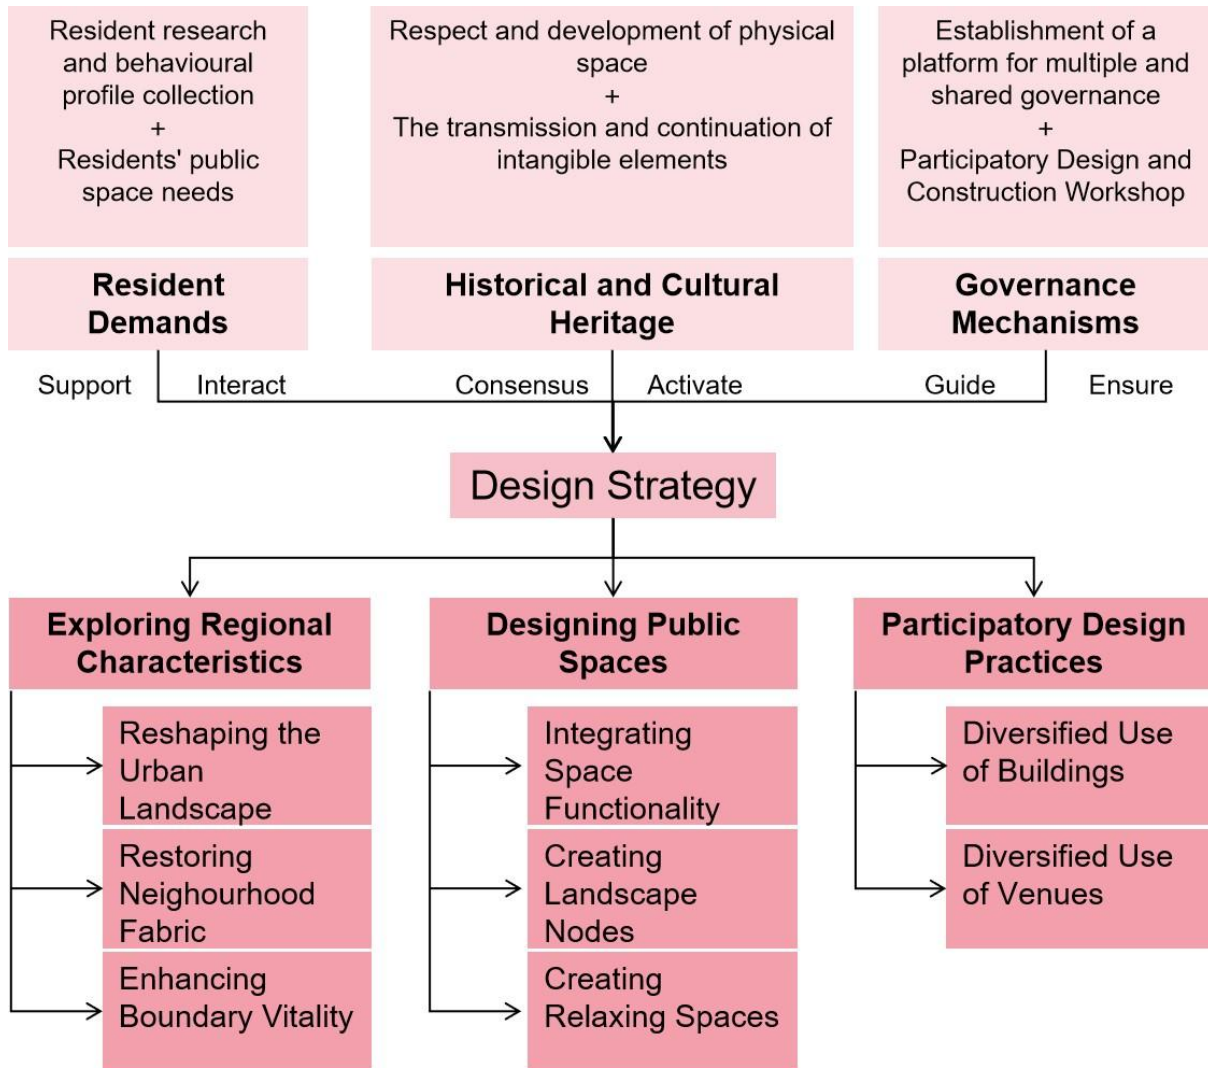 Resident research
and behavioural
profile collection
+
Residents' public
space needs
Respect and development of physical
space
+
The transmission and continuation of
intangible elements
Establishment of a
platform for multiple and
shared governance
+
Participatory Design and
Construction Workshop
Resident
Demands
Historical and Cultural
Heritage
Governance
Mechanisms
Support
Interact
Consensus
Activate
Guide
Ensure
Design Strategy
Exploring Regional
Characteristics
Reshaping the
Urban
Landscape
Restoring
Neighourhood
Fabric
Enhancing
Boundary Vitality
Designing Public
Spaces
Integrating
Space
Functionality
Creating
Landscape
Nodes
Creating
Relaxing Spaces
Participatory Design
Practices
Diversified Use
of Buildings
Diversified Use
of Venues